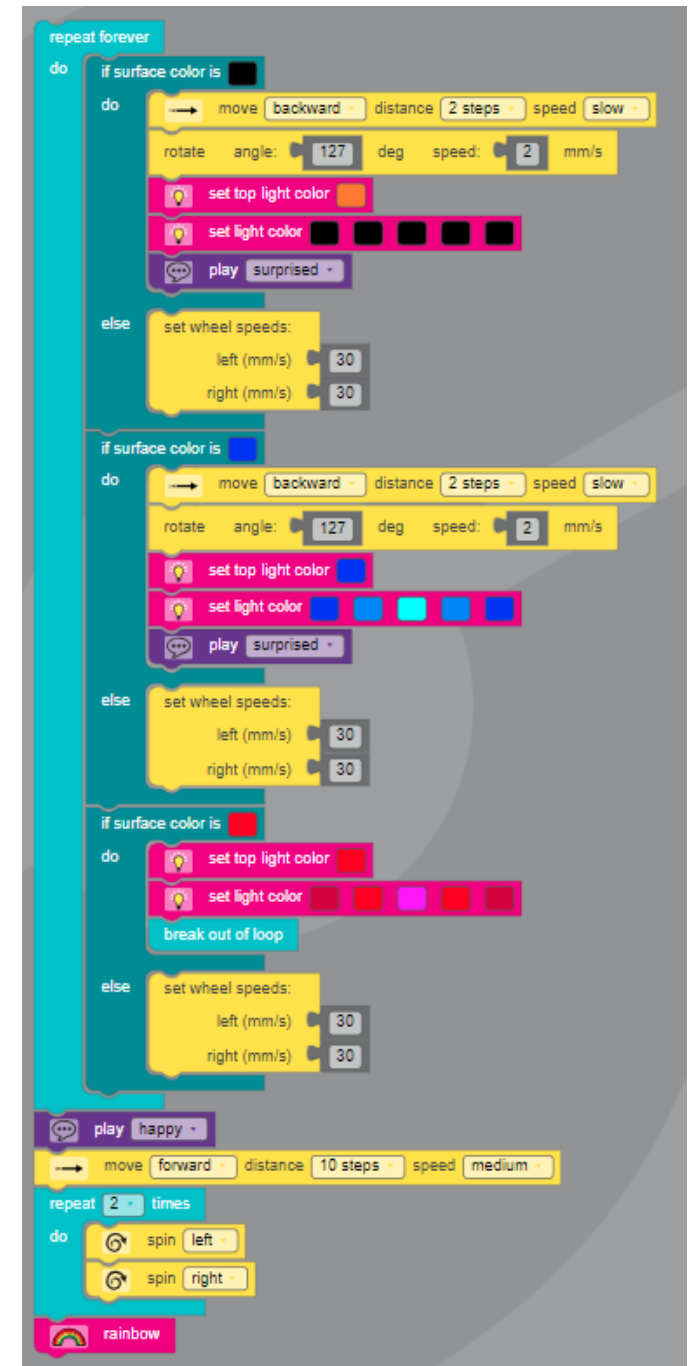 repeat forever
do if surface color is
do move backward distance 2 steps speed slow
rotate angle: 127 deg speed: 2 mm/s
set top light color
set light color
play surprised
else set wheel speeds:
left (mm/s) 30
right (mm/s) 30
if surface color is
do move backward distance 2 steps speed slow
rotate angle: 127 deg speed: 2 mm/s
set top light color
set light color
play surprised
else set wheel speeds:
left (mm/s) 30
right (mm/s) 30
if surface color is
do set top light color
set light color
break out of loop
else set wheel speeds:
left (mm/s) 30
right (mm/s) 30
play happy
move forward distance 10 steps speed medium
repeat 2 times
do spin left
spin right
rainbow